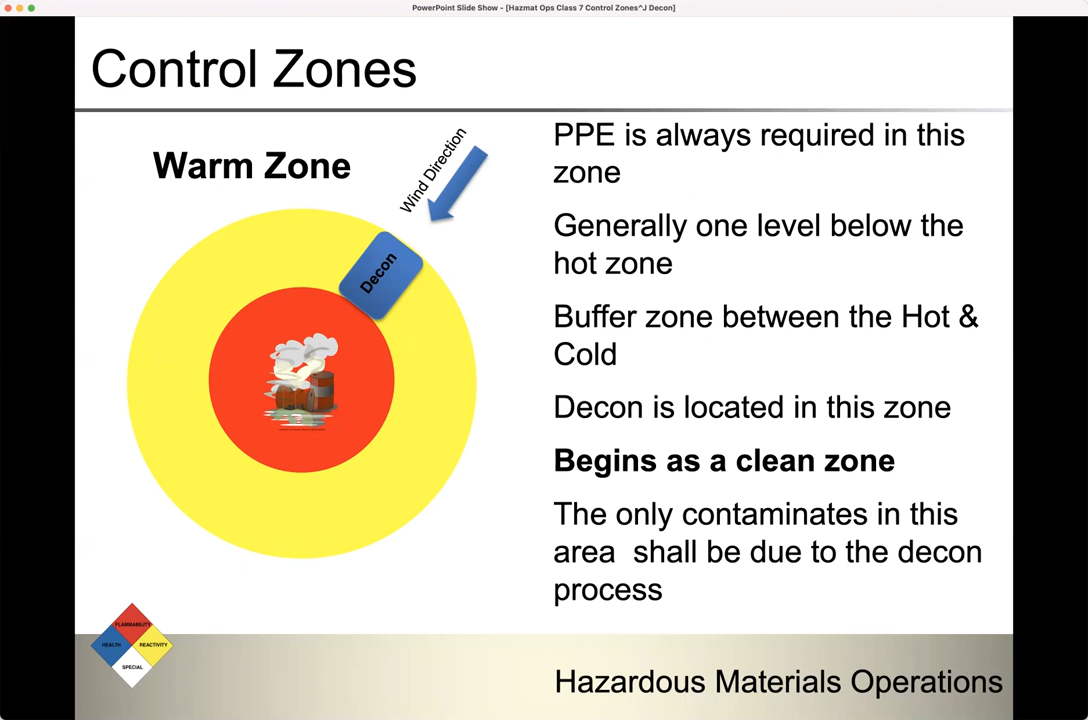 PowerPoint Slide Show - [Hazmat Ops Class 7 Control Zones^J Decon]
Control Zones
Warm Zone
Wind Direction
Decon
PPE is always required in this
zone
Generally one level below the
hot zone
Buffer zone between the Hot &
Cold
Decon is located in this zone
Begins as a clean zone
The only contaminates in this
area  shall be due to the decon
process
FLAMMABILITY
HEALTH
REACTIVITY
SPECIAL
Hazardous Materials Operations